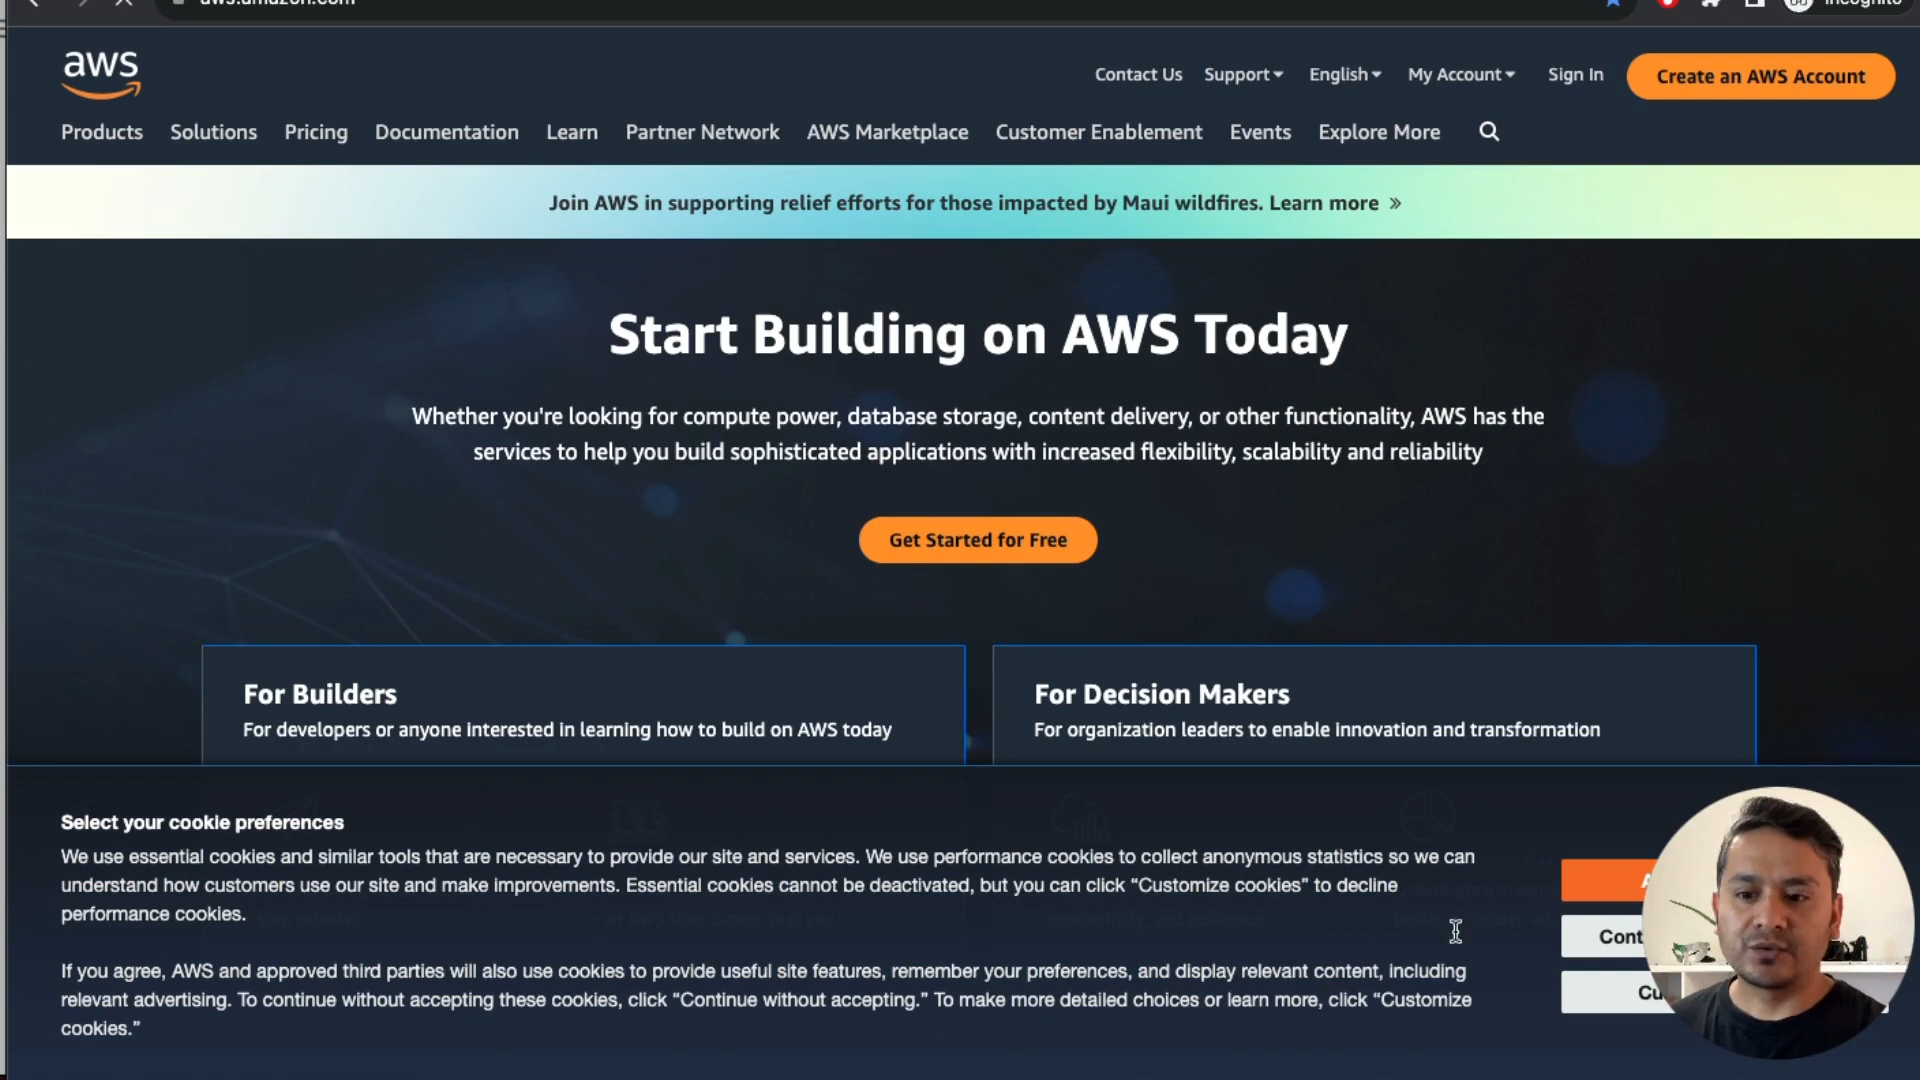 aws.amazon.com
Incognito
aws
Contact Us Support English My Account Sign In Create an AWS Account
Products Solutions Pricing Documentation Learn Partner Network AWS Marketplace Customer Enablement Events Explore More
Join AWS in supporting relief efforts for those impacted by Maui wildfires. Learn more »
Start Building on AWS Today
Whether you're looking for compute power, database storage, content delivery, or other functionality, AWS has the
services to help you build sophisticated applications with increased flexibility, scalability and reliability
Get Started for Free
For Builders
For developers or anyone interested in learning how to build on AWS today
For Decision Makers
For organization leaders to enable innovation and transformation
Select your cookie preferences
We use essential cookies and similar tools that are necessary to provide our site and services. We use performance cookies to collect anonymous statistics so we can
understand how customers use our site and make improvements. Essential cookies cannot be deactivated, but you can click “Customize cookies” to decline
performance cookies.
If you agree, AWS and approved third parties will also use cookies to provide useful site features, remember your preferences, and display relevant content, including
relevant advertising. To continue without accepting these cookies, click “Continue without accepting.” To make more detailed choices or learn more, click “Customize
cookies.”
Cont
Cu